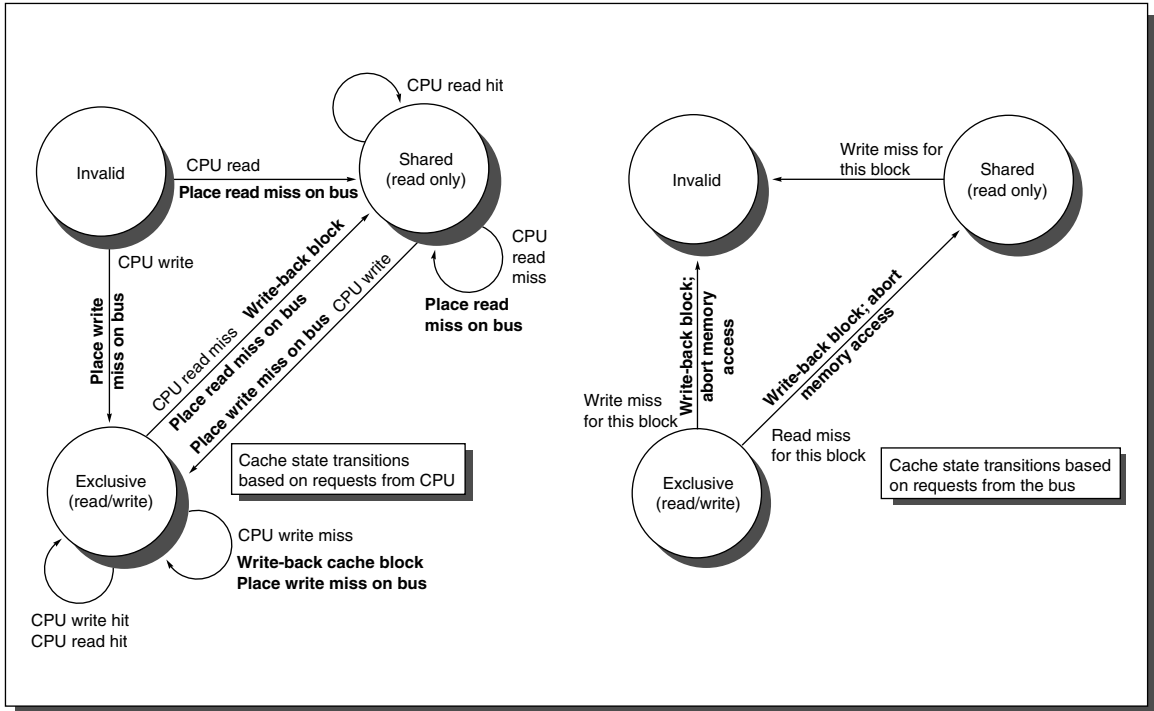 CPU read hit
Invalid
CPU read
Place read miss on bus
Shared
(read only)
CPU
read
miss
Place read
miss on bus
CPU write
Place write
miss on bus
CPU read miss
Write-back block
Place read miss on bus
Place write miss on bus
CPU write
Cache state transitions
based on requests from CPU
Exclusive
(read/write)
CPU write miss
Write-back cache block
Place write miss on bus
CPU write hit
CPU read hit
Invalid
Write miss for
this block
Shared
(read only)
Write-back block;
abort memory
access
Write-back block; abort
memory access
Write miss
for this block
Read miss
for this block
Cache state transitions based
on requests from the bus
Exclusive
(read/write)